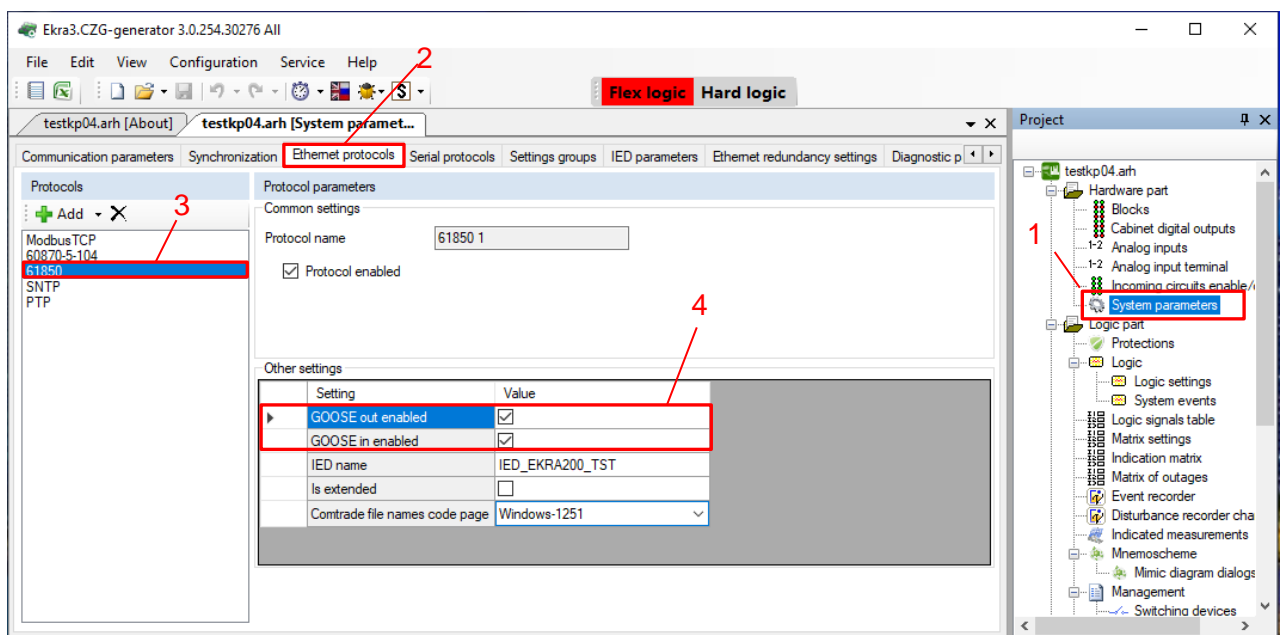 Ekra3.CZG-generator 3.0.254.30276 All
File Edit View Configuration Service Help
2
Flex logic Hard logic
testkp04.arh [About] testkp04.arh [System paramet...
Project
Communication parameters Synchronization Ethernet protocols Serial protocols Settings groups IED parameters Ethernet redundancy settings Diagnostic p
Protocols
Add
3
ModbusTCP
60870-5-104
61850
SNTP
PTP
Protocol parameters
Common settings
Protocol name 61850 1
Protocol enabled
4
Other settings
Setting Value
GOOSE out enabled
GOOSE in enabled
IED name IED_EKRA200_TST
Is extended
Comtrade file names code page Windows-1251
testkp04.arh
Hardware part
Blocks
Cabinet digital outputs
1
1-2 Analog inputs
1-2 Analog input terminal
Incoming circuits enable/
System parameters
Logic part
Protections
Logic
Logic settings
System events
Logic signals table
Matrix settings
Indication matrix
Matrix of outages
Event recorder
Disturbance recorder cha
Indicated measurements
Mnemoscheme
Mimic diagram dialogs
Management
Switching devices